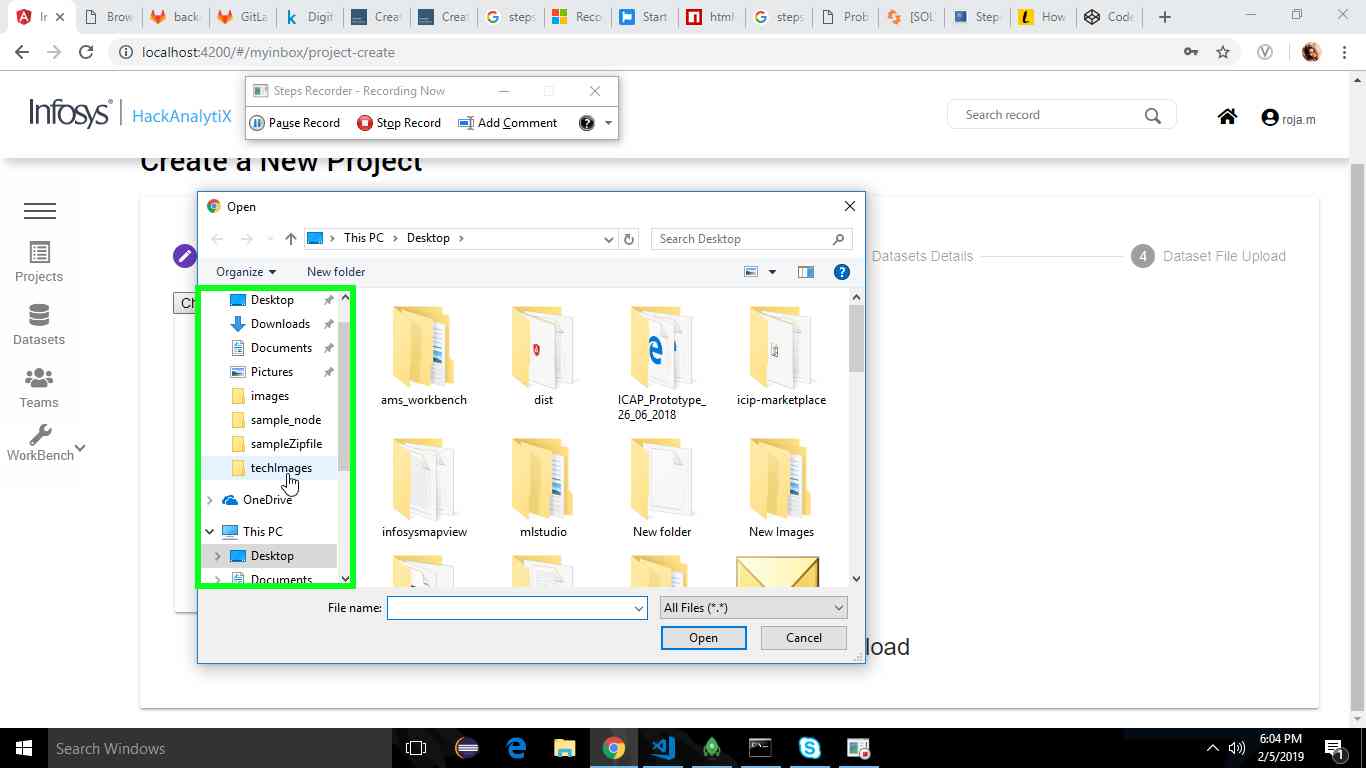 Ir
Brow
back
GitLa
Digit
Creat
Creat
steps
Reco
Start
html
steps
Prob
[SOL
Step
How
Code
localhost:4200/#/myinbox/project-create
Steps Recorder - Recording Now
Pause Record
Stop Record
Add Comment
Infosys®
HackAnalytiX
Search record
roja.m
Create a New Project
Projects
Datasets
Teams
WorkBench
Ch
Datasets Details
4 Dataset File Upload
load
Open
This PC > Desktop >
Search Desktop
Organize
New folder
Desktop
Downloads
Documents
Pictures
images
sample_node
sampleZipfile
techImages
OneDrive
This PC
Desktop
Documents
ams_workbench
dist
ICAP_Prototype_
26_06_2018
icip-marketplace
infosysmapview
mlstudio
New folder
New Images
File name:
All Files (*.*)
Open
Cancel
Search Windows
6:04 PM
2/5/2019
1